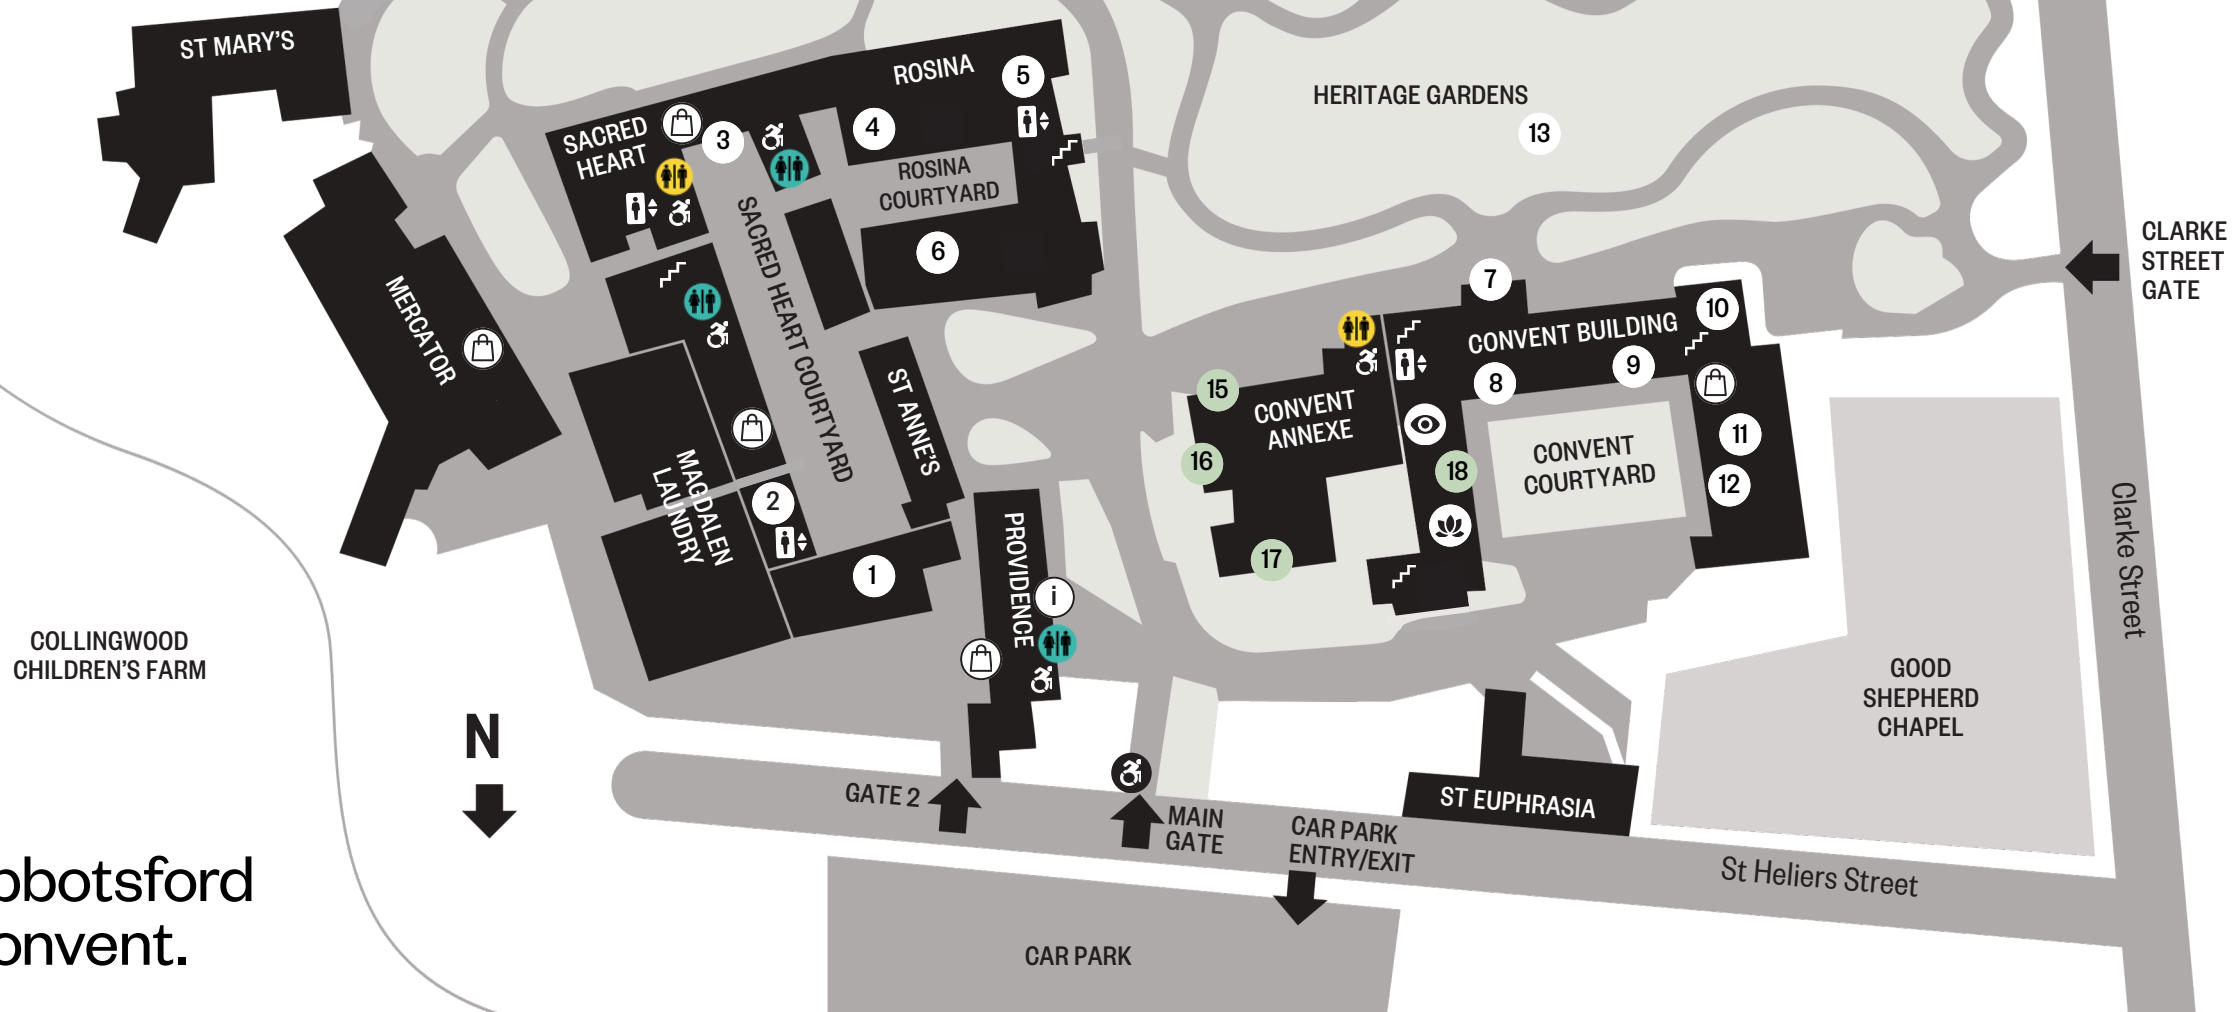 ST MARY'S
SACRED
HEART
3
ROSINA
5
4
ROSINA
COURTYARD
6
HERITAGE GARDENS
13
CLARKE
STREET
GATE
MERCATOR
SACRED HEART COURTYARD
ST ANNE'S
MAGDALEN
LAUNDRY
2
1
PROVIDENCE
i
7
CONVENT BUILDING
10
8
9
11
12
15
CONVENT
ANNEXE
16
17
18
CONVENT
COURTYARD
Clarke Street
GOOD
SHEPHERD
CHAPEL
COLLINGWOOD
CHILDREN'S FARM
N
GATE 2
MAIN
GATE
CAR PARK
ENTRY/EXIT
ST EUPHRASIA
St Heliers Street
CAR PARK
bbotsford
onvent.